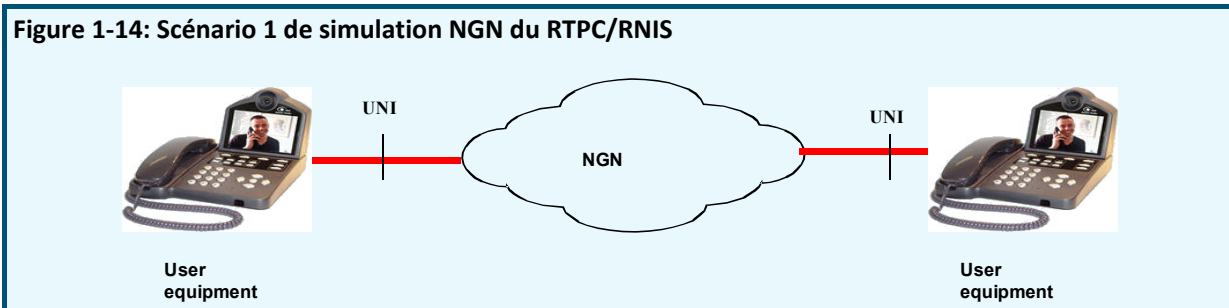 Figure 1-14: Scénario 1 de simulation NGN du RTPC/RNIS
UNI
UNI
NGN
User
equipment
User
equipment